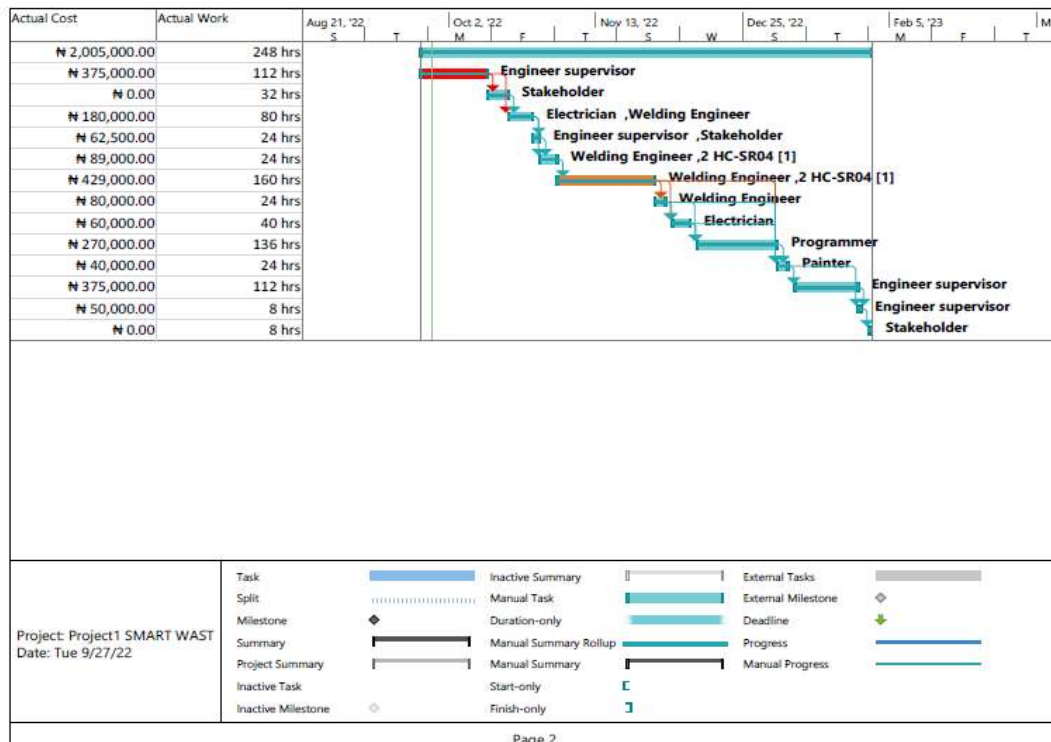 Actual Cost Actual Work Aug 21, '22 Oct 2, '22 Nov 13, '22 Dec 25, '22 Feb 5, '23 M
S T M F T S W S T M F T
₦ 2,005,000.00 248 hrs
₦ 375,000.00 112 hrs Engineer supervisor
₦ 0.00 32 hrs Stakeholder
₦ 180,000.00 80 hrs Electrician ,Welding Engineer
₦ 62,500.00 24 hrs Engineer supervisor ,Stakeholder
₦ 89,000.00 24 hrs Welding Engineer ,2 HC-SR04 [1]
₦ 429,000.00 160 hrs Welding Engineer ,2 HC-SR04 [1]
₦ 80,000.00 24 hrs Welding Engineer
₦ 60,000.00 40 hrs Electrician
₦ 270,000.00 136 hrs Programmer
₦ 40,000.00 24 hrs Painter
₦ 375,000.00 112 hrs Engineer supervisor
₦ 50,000.00 8 hrs Engineer supervisor
₦ 0.00 8 hrs Stakeholder
Project: Project1 SMART WAST
Date: Tue 9/27/22
Task Inactive Summary External Tasks
Split Manual Task External Milestone
Milestone Duration-only Deadline
Summary Manual Summary Rollup Progress
Project Summary Manual Summary Manual Progress
Inactive Task Start-only
Inactive Milestone Finish-only
Page 2